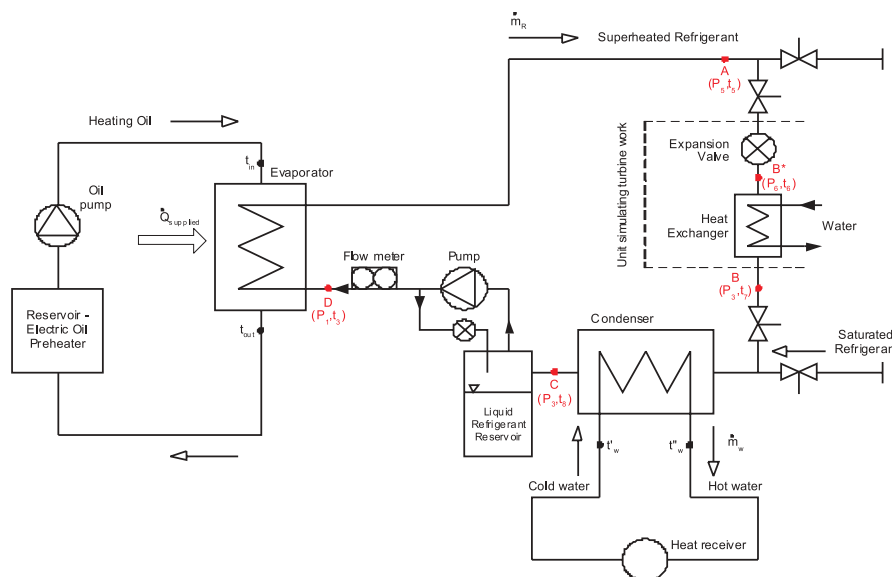 ṁR
Superheated Refrigerant
A
(P5,t5)
Heating Oil
Expansion
Valve
B*
(P6,t6)
tin
Evaporator
Oil
pump
Q̇supplied
Unit simulating turbine work
Heat
Exchanger
Water
Flow meter
Pump
D
(P1,t3)
B
(P3,t7)
Reservoir -
Electric Oil
Preheater
tout
Condenser
Saturated
Refrigeran
C
(P3,t8)
Liquid
Refrigerant
Reservoir
t'w
t"w
ṁw
Cold water
Hot water
Heat receiver